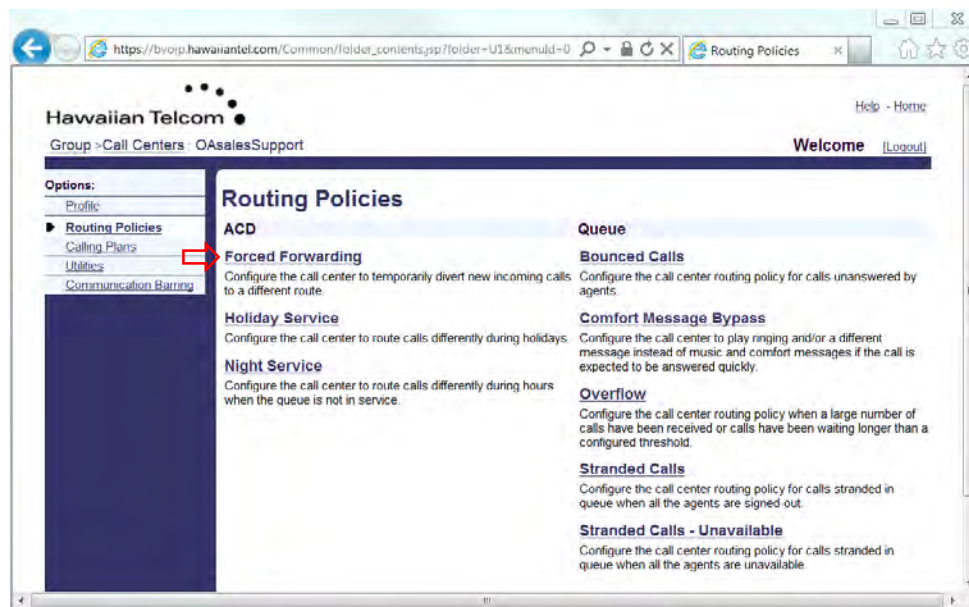 https://bvoip.hawaiiantel.com/Common/folder_contents.jsp?folder=U1&menuId=0
Routing Policies
Hawaiian Telcom
Help - Home
Group >Call Centers : OAsalesSupport
Welcome [Logout]
Options:
Profile
Routing Policies
Calling Plans
Utilities
Communication Barring
Routing Policies
ACD
Forced Forwarding
Configure the call center to temporarily divert new incoming calls
to a different route.
Holiday Service
Configure the call center to route calls differently during holidays.
Night Service
Configure the call center to route calls differently during hours
when the queue is not in service.
Queue
Bounced Calls
Configure the call center routing policy for calls unanswered by
agents.
Comfort Message Bypass
Configure the call center to play ringing and/or a different
message instead of music and comfort messages if the call is
expected to be answered quickly.
Overflow
Configure the call center routing policy when a large number of
calls have been received or calls have been waiting longer than a
configured threshold.
Stranded Calls
Configure the call center routing policy for calls stranded in
queue when all the agents are signed out.
Stranded Calls - Unavailable
Configure the call center routing policy for calls stranded in
queue when all the agents are unavailable